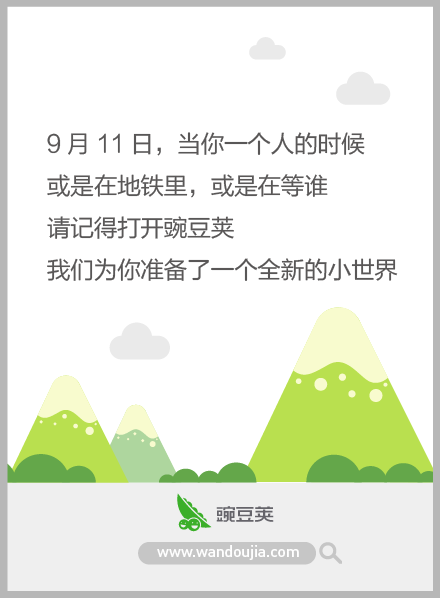 9 月 11 日，当你一个人的时候
或是在地铁里，或是在等谁
请记得打开豌豆荚
我们为你准备了一个全新的小世界
豌豆荚
www.wandoujia.com